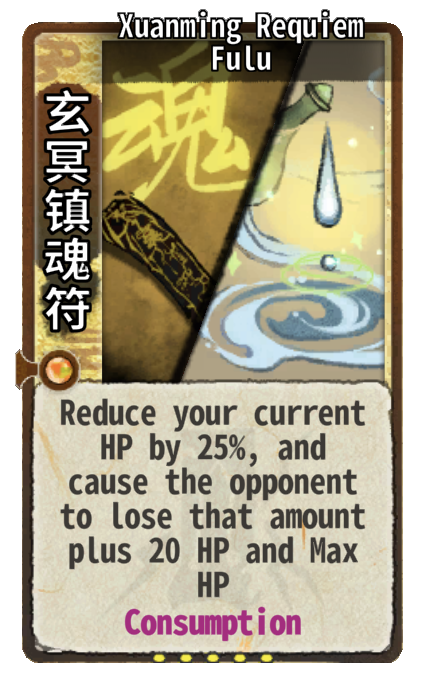 Xuanming Requiem
Fulu
玄冥镇魂符
魂
Reduce your current
HP by 25%, and
cause the opponent
to lose that amount
plus 20 HP and Max
HP
Consumption